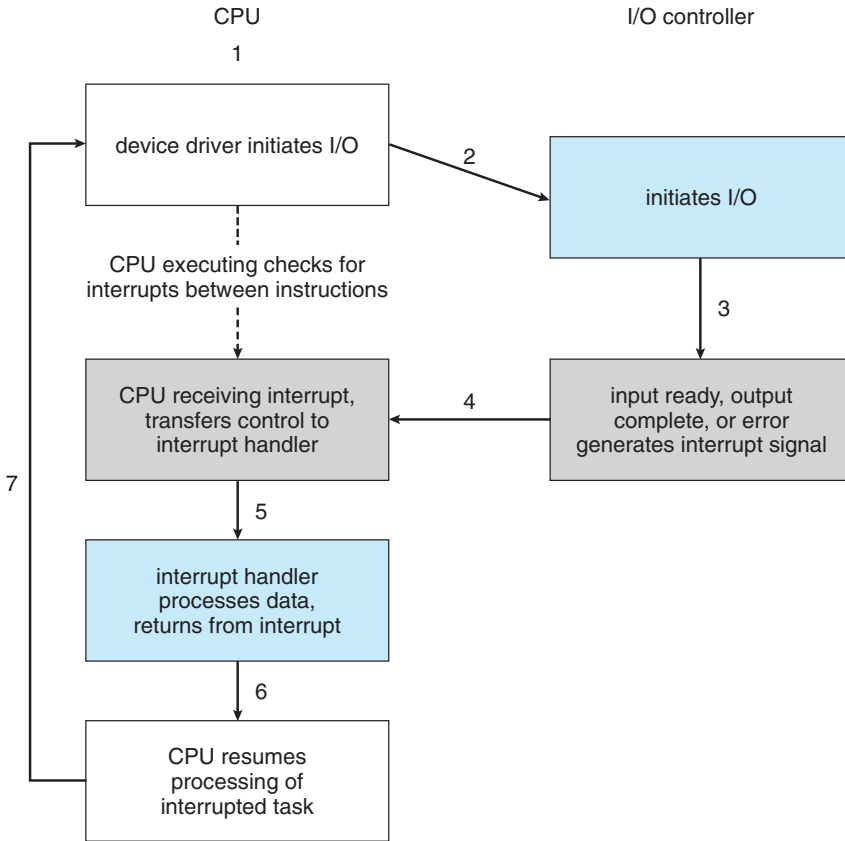 CPU
I/O controller
1
device driver initiates I/O
2
initiates I/O
CPU executing checks for
interrupts between instructions
3
CPU receiving interrupt,
transfers control to
interrupt handler
4
input ready, output
complete, or error
generates interrupt signal
5
7
interrupt handler
processes data,
returns from interrupt
6
CPU resumes
processing of
interrupted task